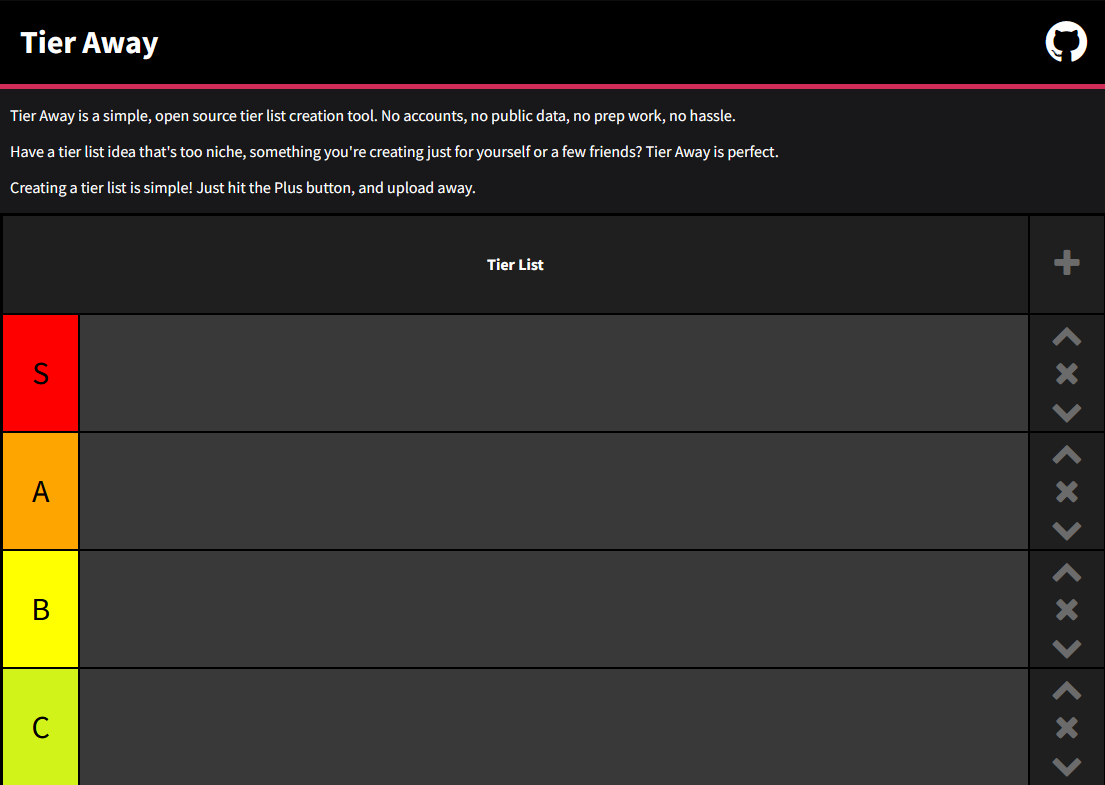 Tier Away
Tier Away is a simple, open source tier list creation tool. No accounts, no public data, no prep work, no hassle.
Have a tier list idea that's too niche, something you're creating just for yourself or a few friends? Tier Away is perfect.
Creating a tier list is simple! Just hit the Plus button, and upload away.
Tier List
S
A
B
C